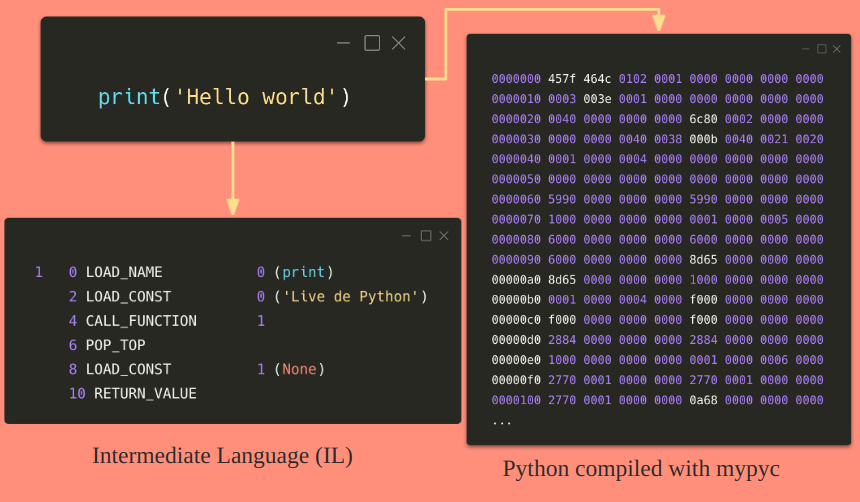 print('Hello world')
1 0 LOAD_NAME 0 (print)
2 LOAD_CONST 0 ('Live de Python')
4 CALL_FUNCTION 1
6 POP_TOP
8 LOAD_CONST 1 (None)
10 RETURN_VALUE
Intermediate Language (IL)
0000000 457f 464c 0102 0001 0000 0000 0000 0000
0000010 0003 003e 0001 0000 0000 0000 0000 0000
0000020 0040 0000 0000 0000 6c80 0002 0000 0000
0000030 0000 0000 0040 0038 000b 0040 0021 0020
0000040 0001 0000 0004 0000 0000 0000 0000 0000
0000050 0000 0000 0000 0000 0000 0000 0000 0000
0000060 5990 0000 0000 0000 5990 0000 0000 0000
0000070 1000 0000 0000 0000 0001 0000 0005 0000
0000080 6000 0000 0000 0000 6000 0000 0000 0000
0000090 6000 0000 0000 0000 8d65 0000 0000 0000
00000a0 8d65 0000 0000 0000 1000 0000 0000 0000
00000b0 0001 0000 0004 0000 f000 0000 0000 0000
00000c0 f000 0000 0000 0000 f000 0000 0000 0000
00000d0 2884 0000 0000 0000 2884 0000 0000 0000
00000e0 1000 0000 0000 0000 0001 0000 0006 0000
00000f0 2770 0001 0000 0000 2770 0001 0000 0000
0000100 2770 0001 0000 0000 0a68 0000 0000 0000
...
Python compiled with mypyc